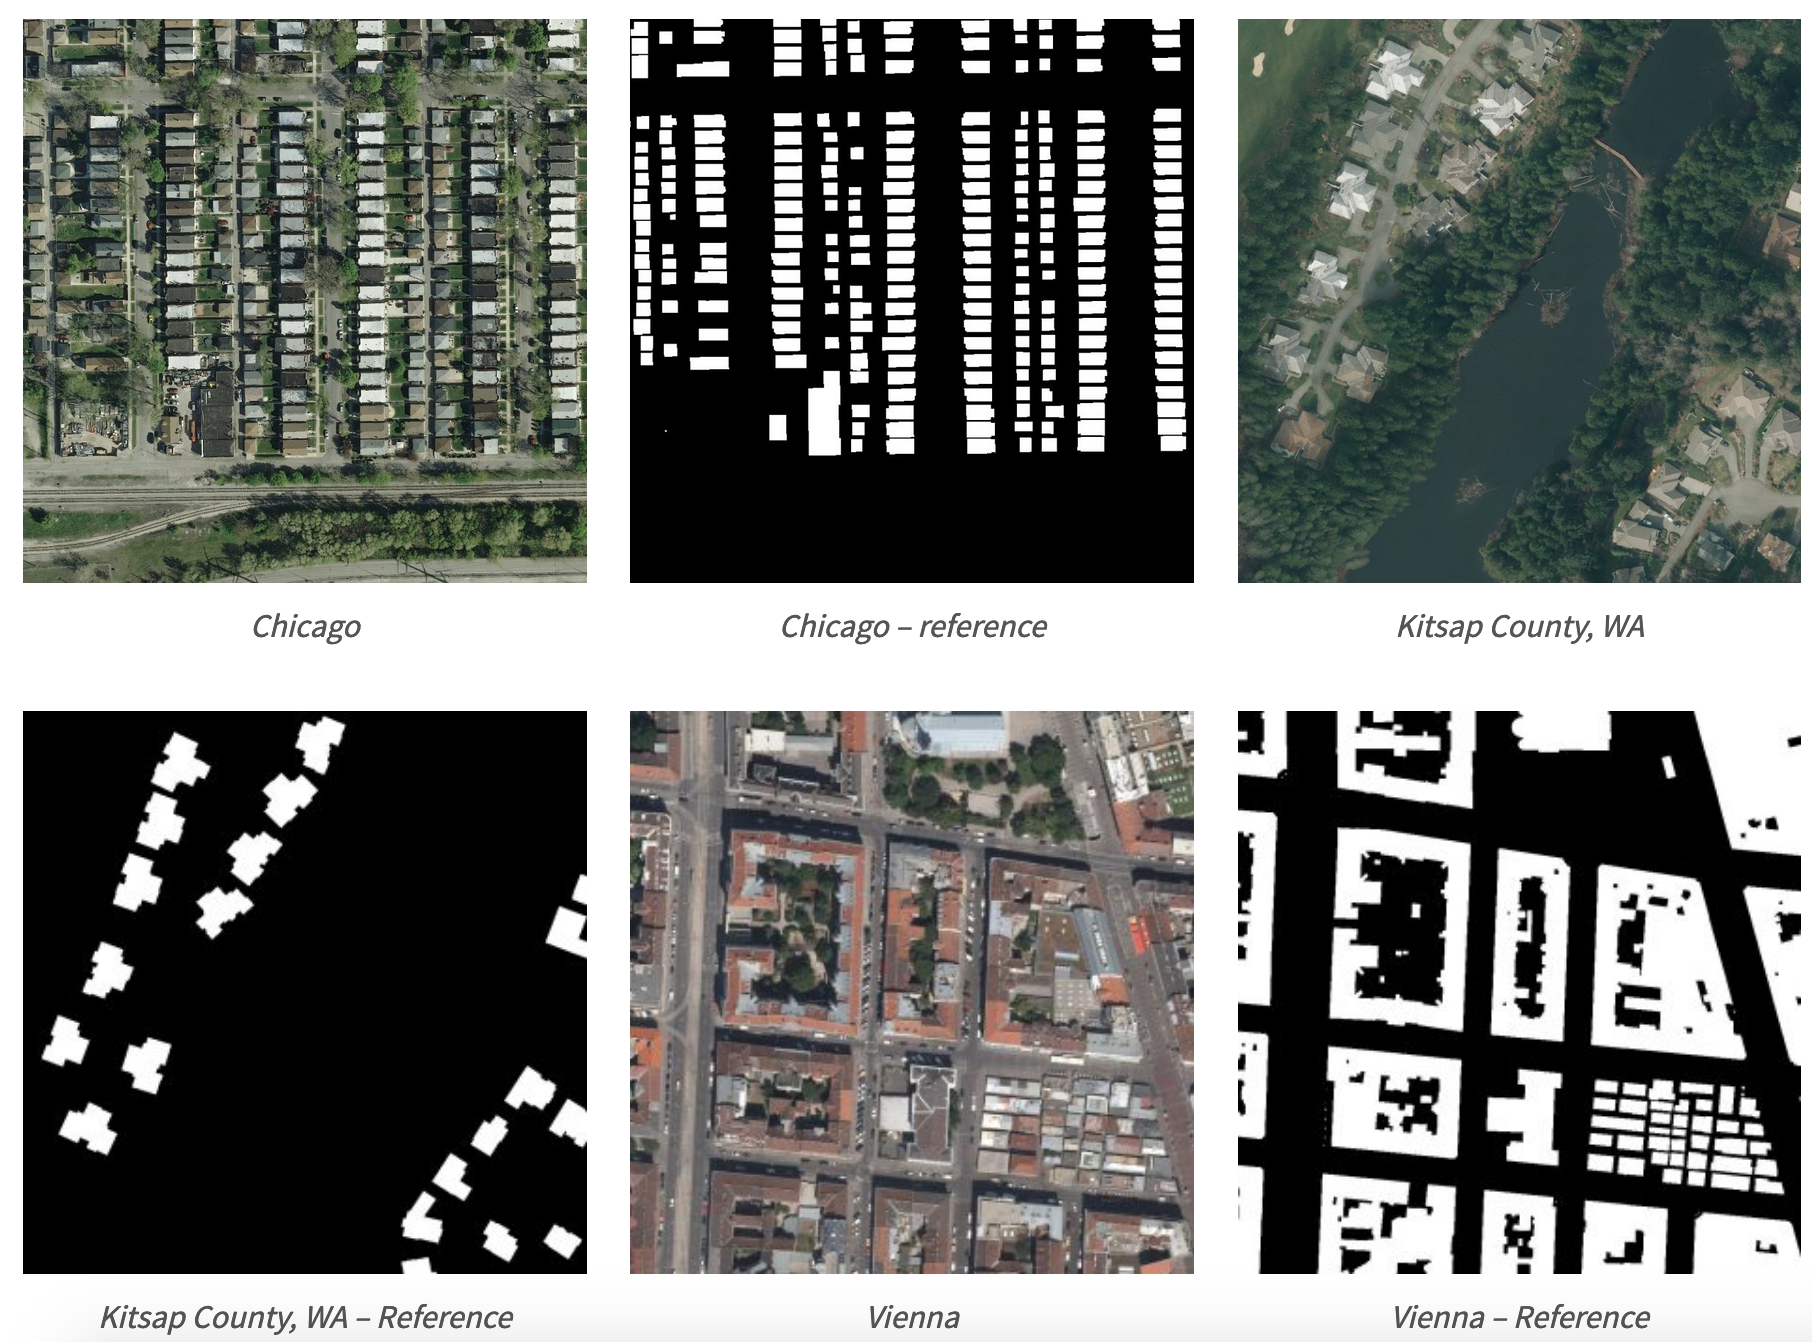 Chicago
Chicago – reference
Kitsap County, WA
Kitsap County, WA – Reference
Vienna
Vienna – Reference